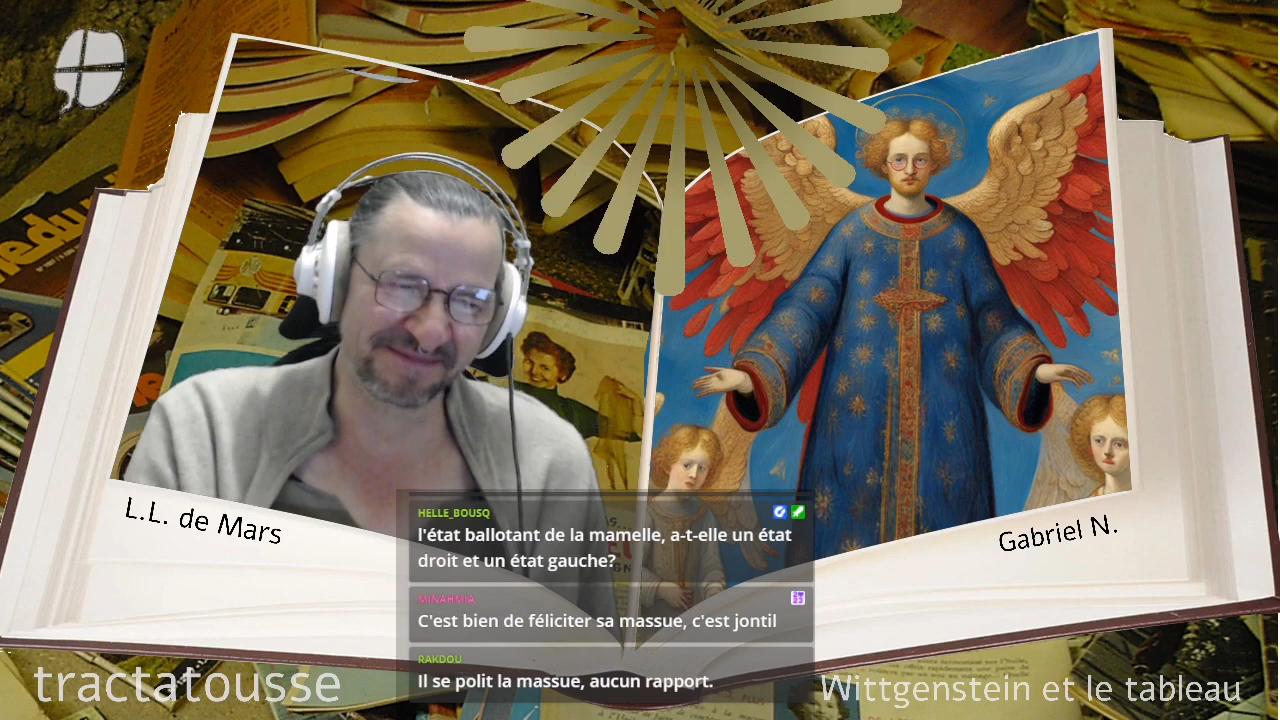 L.L. de Mars
Gabriel N.
HELLE_BOUSQ
l'état ballotant de la mamelle, a-t-elle un état
droit et un état gauche?
MINAHMIA
C'est bien de féliciter sa massue, c'est jontil
RAKDOU
Il se polit la massue, aucun rapport.
tractatousse
Wittgenstein et le tableau